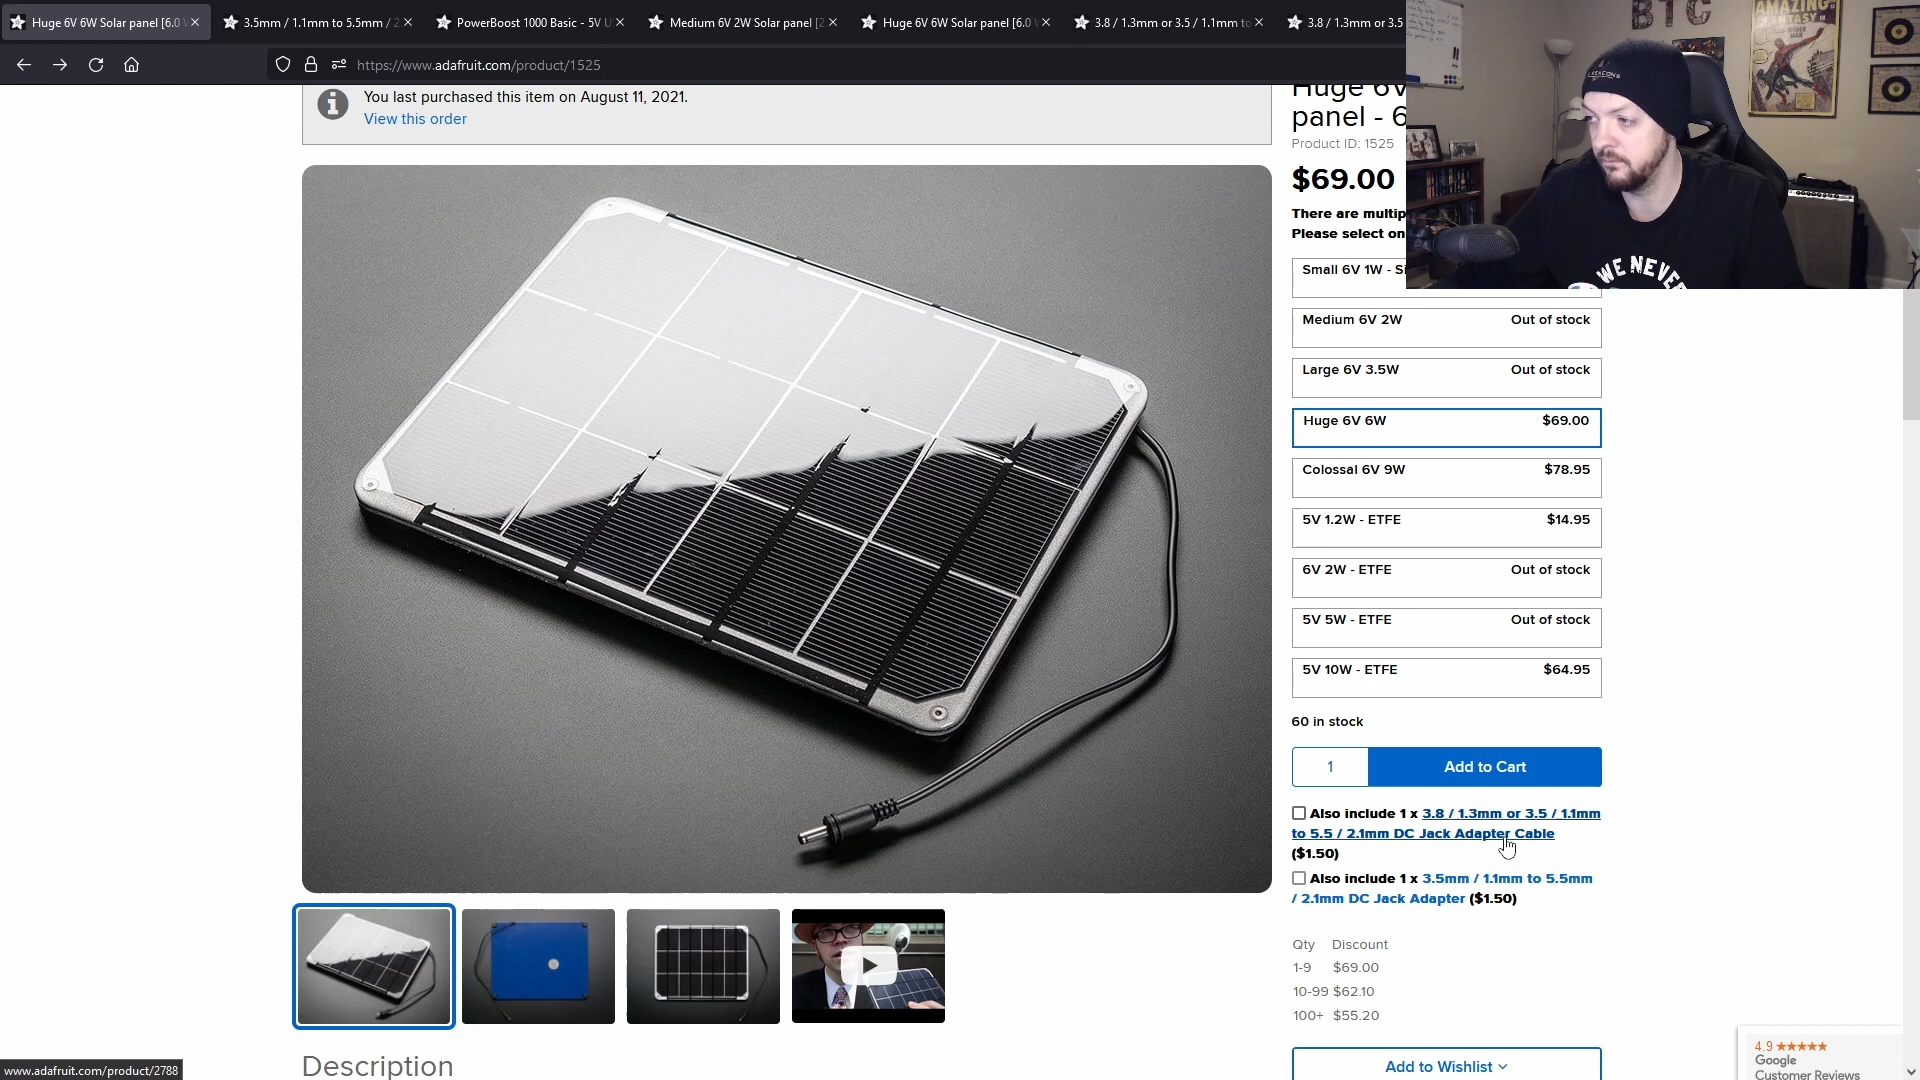 Huge 6V 6W Solar panel [6.0
3.5mm / 1.1mm to 5.5mm / 2
PowerBoost 1000 Basic - 5V U
Medium 6V 2W Solar panel [2
Huge 6V 6W Solar panel [6.0
3.8 / 1.3mm or 3.5 / 1.1mm to
3.8 / 1.3mm or 3.5
https://www.adafruit.com/product/1525
BTC
AMAZING
FANTASY
You last purchased this item on August 11, 2021.
View this order
Huge 6V
panel - 6
Product ID: 1525
$69.00
There are multip
Please select on
WE NEVER
Small 6V 1W - Si
Medium 6V 2W Out of stock
Large 6V 3.5W Out of stock
Huge 6V 6W $69.00
Colossal 6V 9W $78.95
5V 1.2W - ETFE $14.95
6V 2W - ETFE Out of stock
5V 5W - ETFE Out of stock
5V 10W - ETFE $64.95
60 in stock
1 Add to Cart
Also include 1 x 3.8 / 1.3mm or 3.5 / 1.1mm
to 5.5 / 2.1mm DC Jack Adapter Cable
($1.50)
Also include 1 x 3.5mm / 1.1mm to 5.5mm
/ 2.1mm DC Jack Adapter ($1.50)
Qty Discount
1-9 $69.00
10-99 $62.10
100+ $55.20
Add to Wishlist
Description
www.adafruit.com/product/2788
4.9 ★★★★★
Google
Customer Reviews